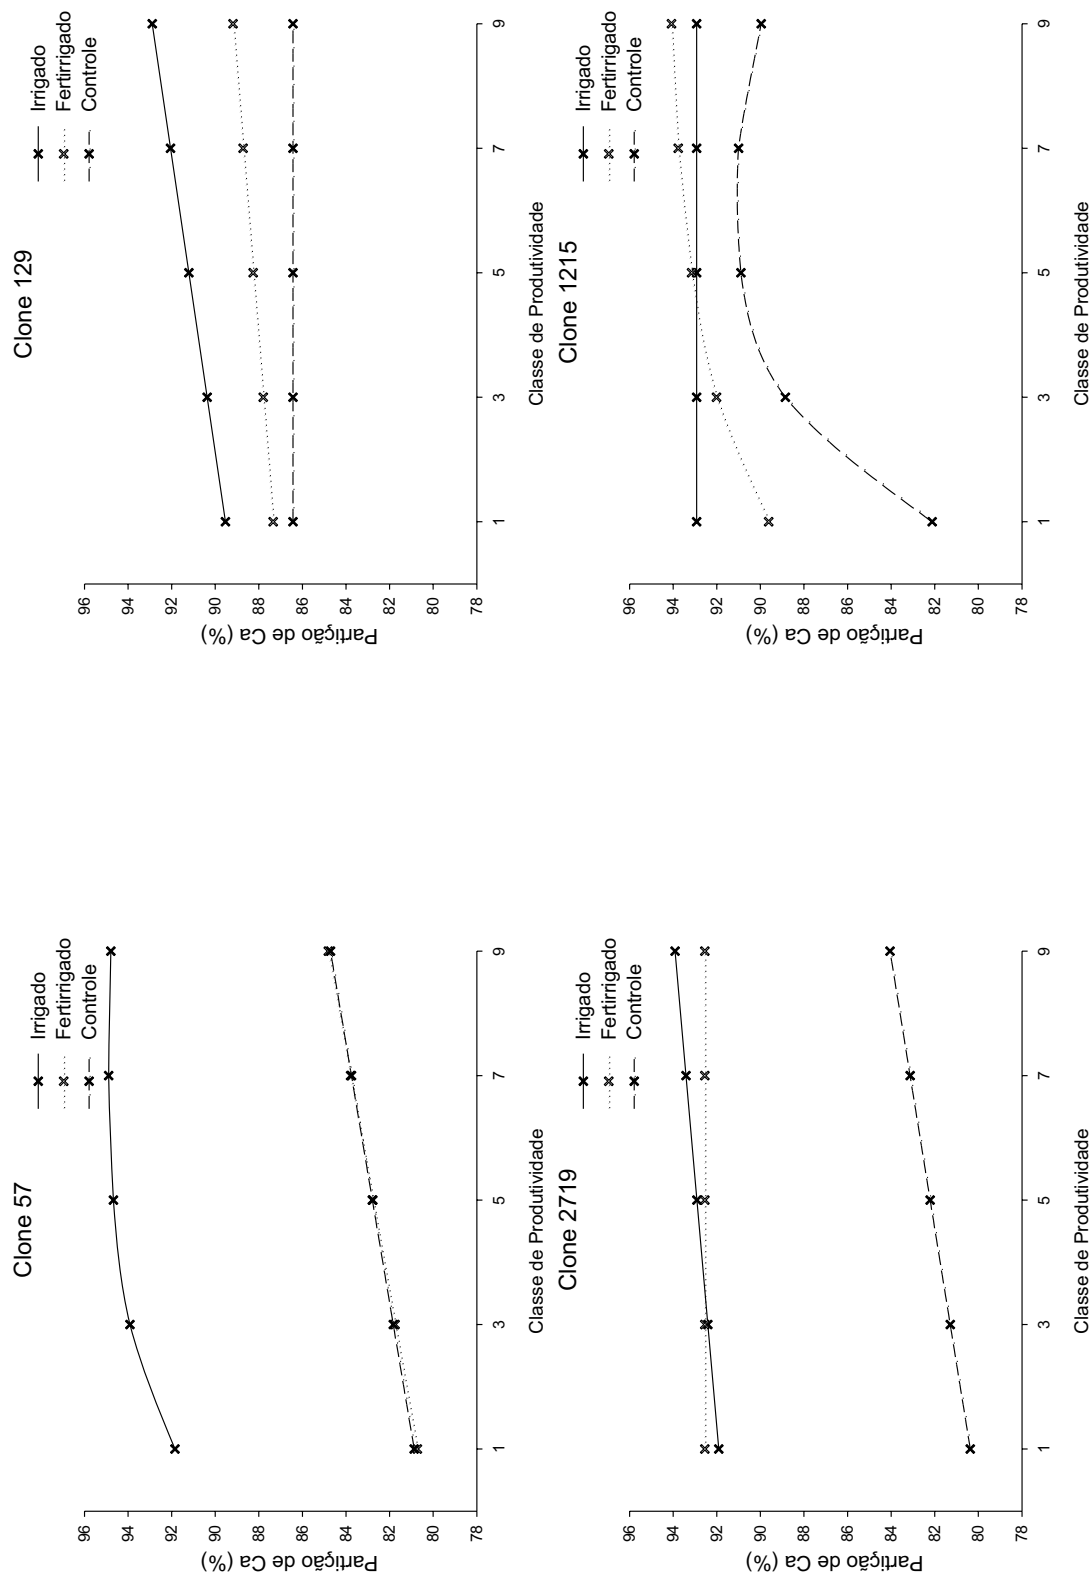 Clone 57
Irrigado
Fertirrigado
Controle
Partição de Ca (%)
96
94
92
90
88
86
84
82
80
78
1 3 5 7 9
Classe de Produtividade
Clone 129
Irrigado
Fertirrigado
Controle
Partição de Ca (%)
96
94
92
90
88
86
84
82
80
78
1 3 5 7 9
Classe de Produtividade
Clone 2719
Irrigado
Fertirrigado
Controle
Partição de Ca (%)
96
94
92
90
88
86
84
82
80
78
1 3 5 7 9
Classe de Produtividade
Clone 1215
Irrigado
Fertirrigado
Controle
Partição de Ca (%)
96
94
92
90
88
86
84
82
80
78
1 3 5 7 9
Classe de Produtividade